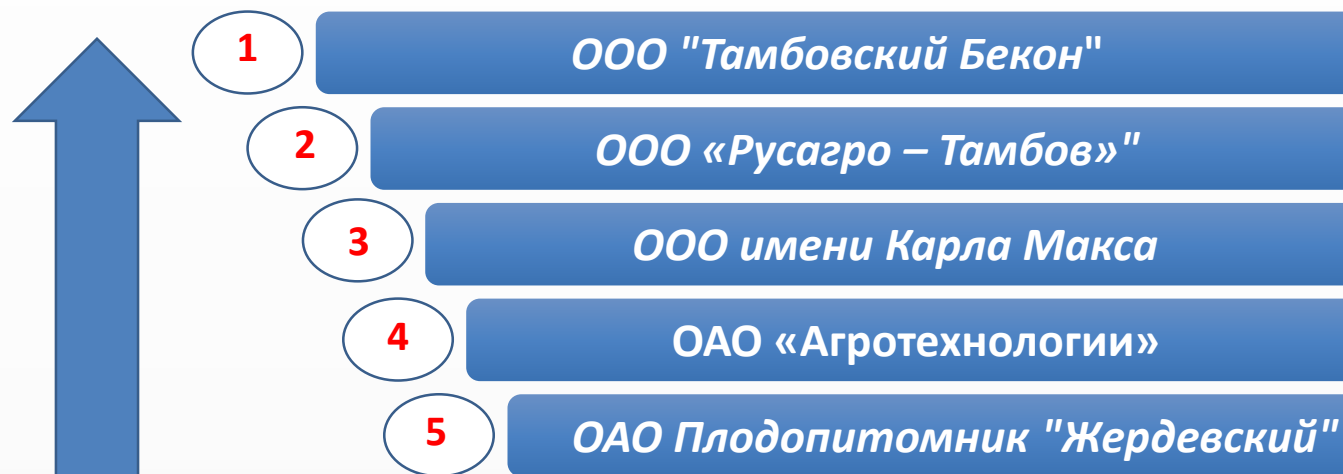 1
ООО "Тамбовский Бекон"
2
ООО «Русагро – Тамбов»"
3
ООО имени Карла Макса
4
ОАО «Агротехнологии»
5
ОАО Плодопитомник "Жердевский"